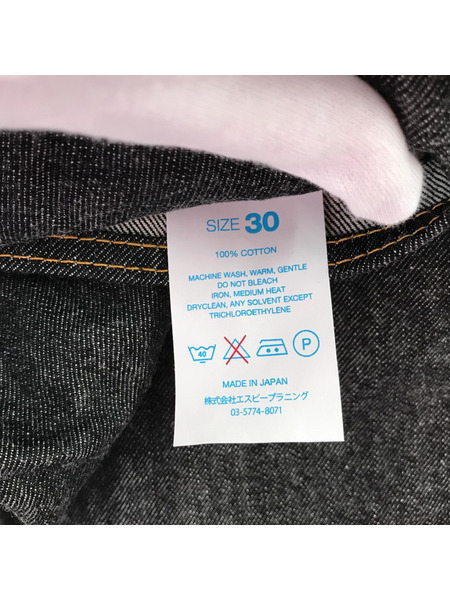 SIZE 30
100% COTTON
MACHINE WASH, WARM, GENTLE
DO NOT BLEACH
IRON, MEDIUM HEAT
DRYCLEAN, ANY SOLVENT EXCEPT
TRICHLOROETHYLENE
40 P
MADE IN JAPAN
株式会社エスピープラニング
03-5774-8071